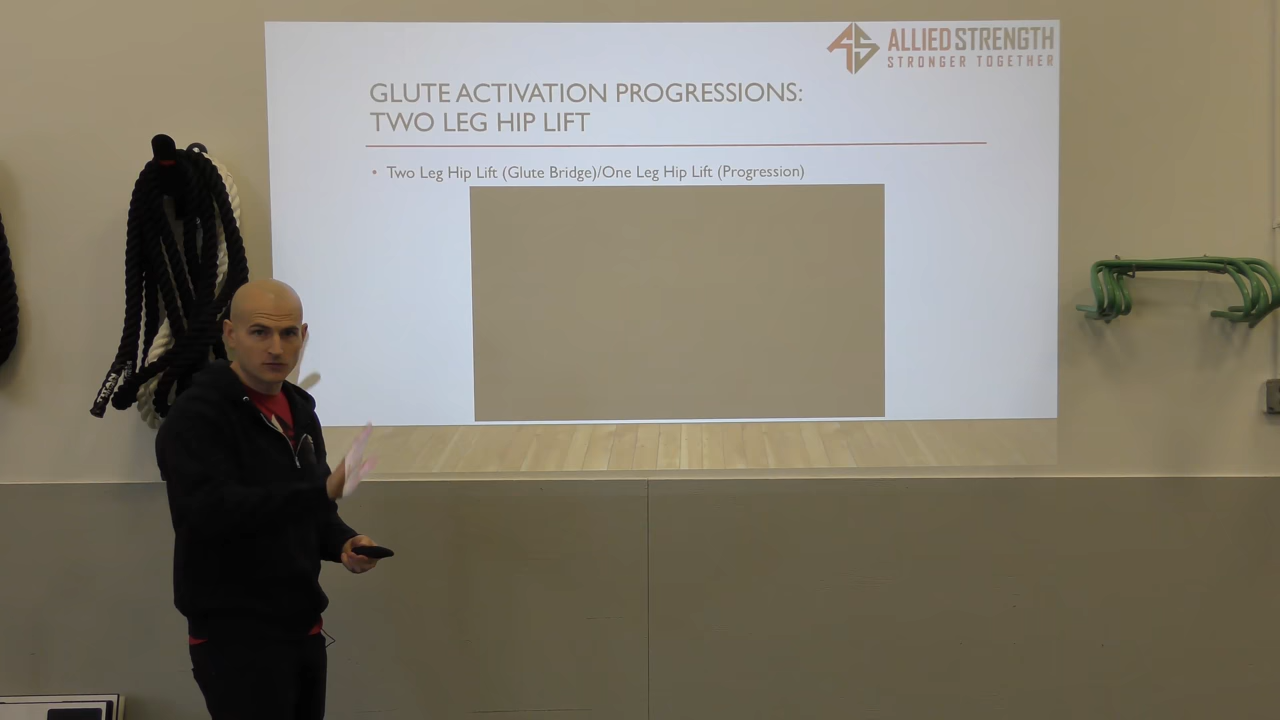 ALLIED STRENGTH
STRONGER TOGETHER
GLUTE ACTIVATION PROGRESSIONS:
TWO LEG HIP LIFT
• Two Leg Hip Lift (Glute Bridge)/One Leg Hip Lift (Progression)